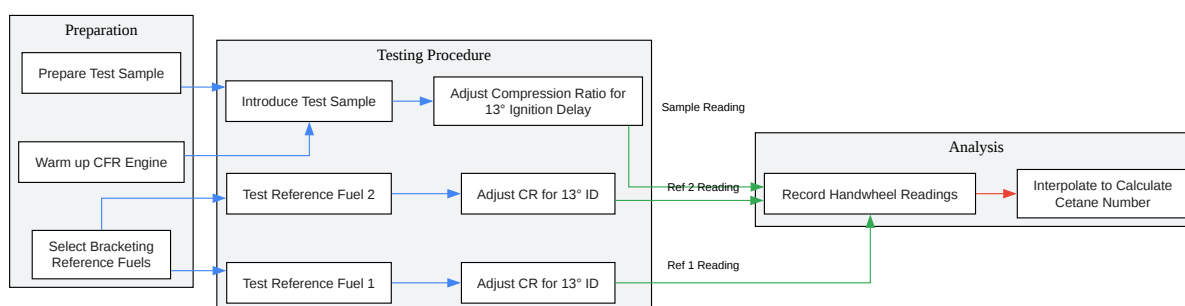 Preparation
Prepare Test Sample
Warm up CFR Engine
Select Bracketing
Reference Fuels
Testing Procedure
Introduce Test Sample
Adjust Compression Ratio for
13° Ignition Delay
Test Reference Fuel 2
Adjust CR for 13° ID
Test Reference Fuel 1
Adjust CR for 13° ID
Sample Reading
Ref 2 Reading
Ref 1 Reading
Analysis
Record Handwheel Readings
Interpolate to Calculate
Cetane Number